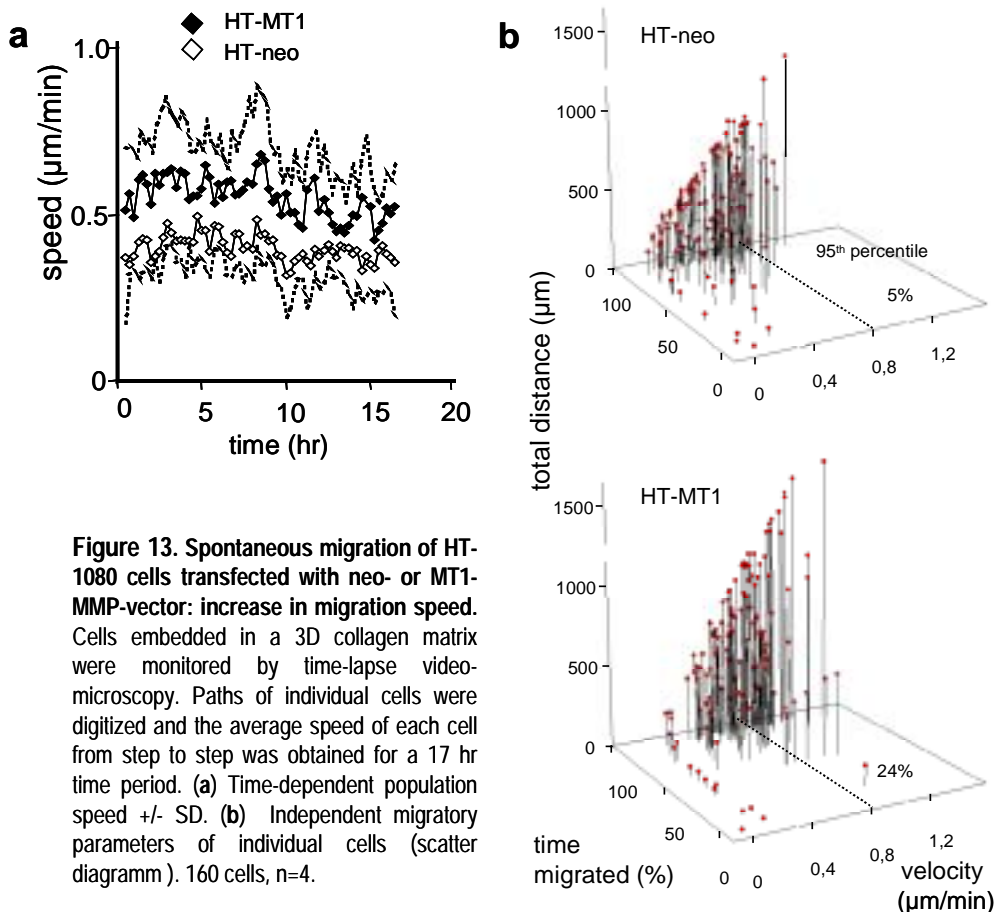 a
HT-MT1
HT-neo
1.0
0.5
0
speed (µm/min)
0 5 10 15 20
time (hr)
b
HT-neo
1500
1000
500
0
100
50
0
0
0,4
0,8
1,2
95th percentile
5%
total distance (µm)
HT-MT1
1500
1000
500
0
100
50
0
0
0,4
0,8
1,2
24%
time
migrated (%)
velocity
(µm/min)
Figure 13. Spontaneous migration of HT-
1080 cells transfected with neo- or MT1-
MMP-vector: increase in migration speed.
Cells embedded in a 3D collagen matrix
were monitored by time-lapse video-
microscopy. Paths of individual cells were
digitized and the average speed of each cell
from step to step was obtained for a 17 hr
time period. (a) Time-dependent population
speed +/- SD. (b) Independent migratory
parameters of individual cells (scatter
diagramm ). 160 cells, n=4.